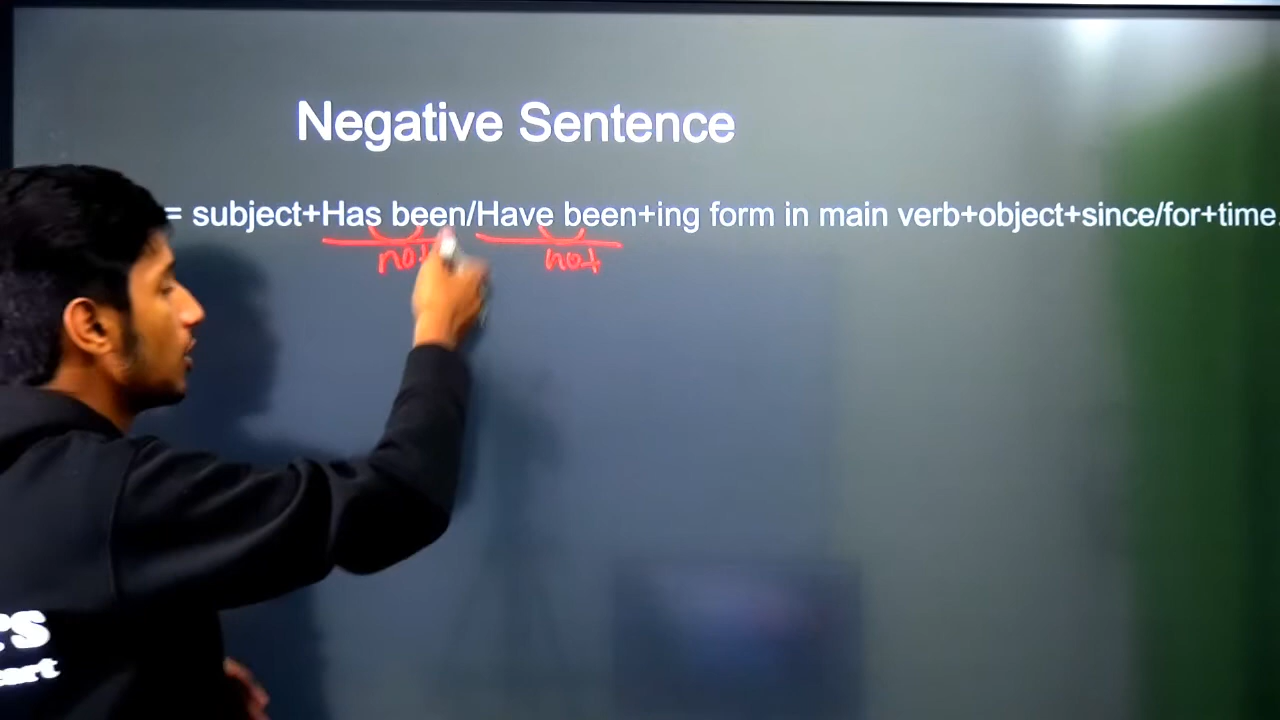 Negative Sentence
= subject+Has been/Have been+ing form in main verb+object+since/for+time.
not not